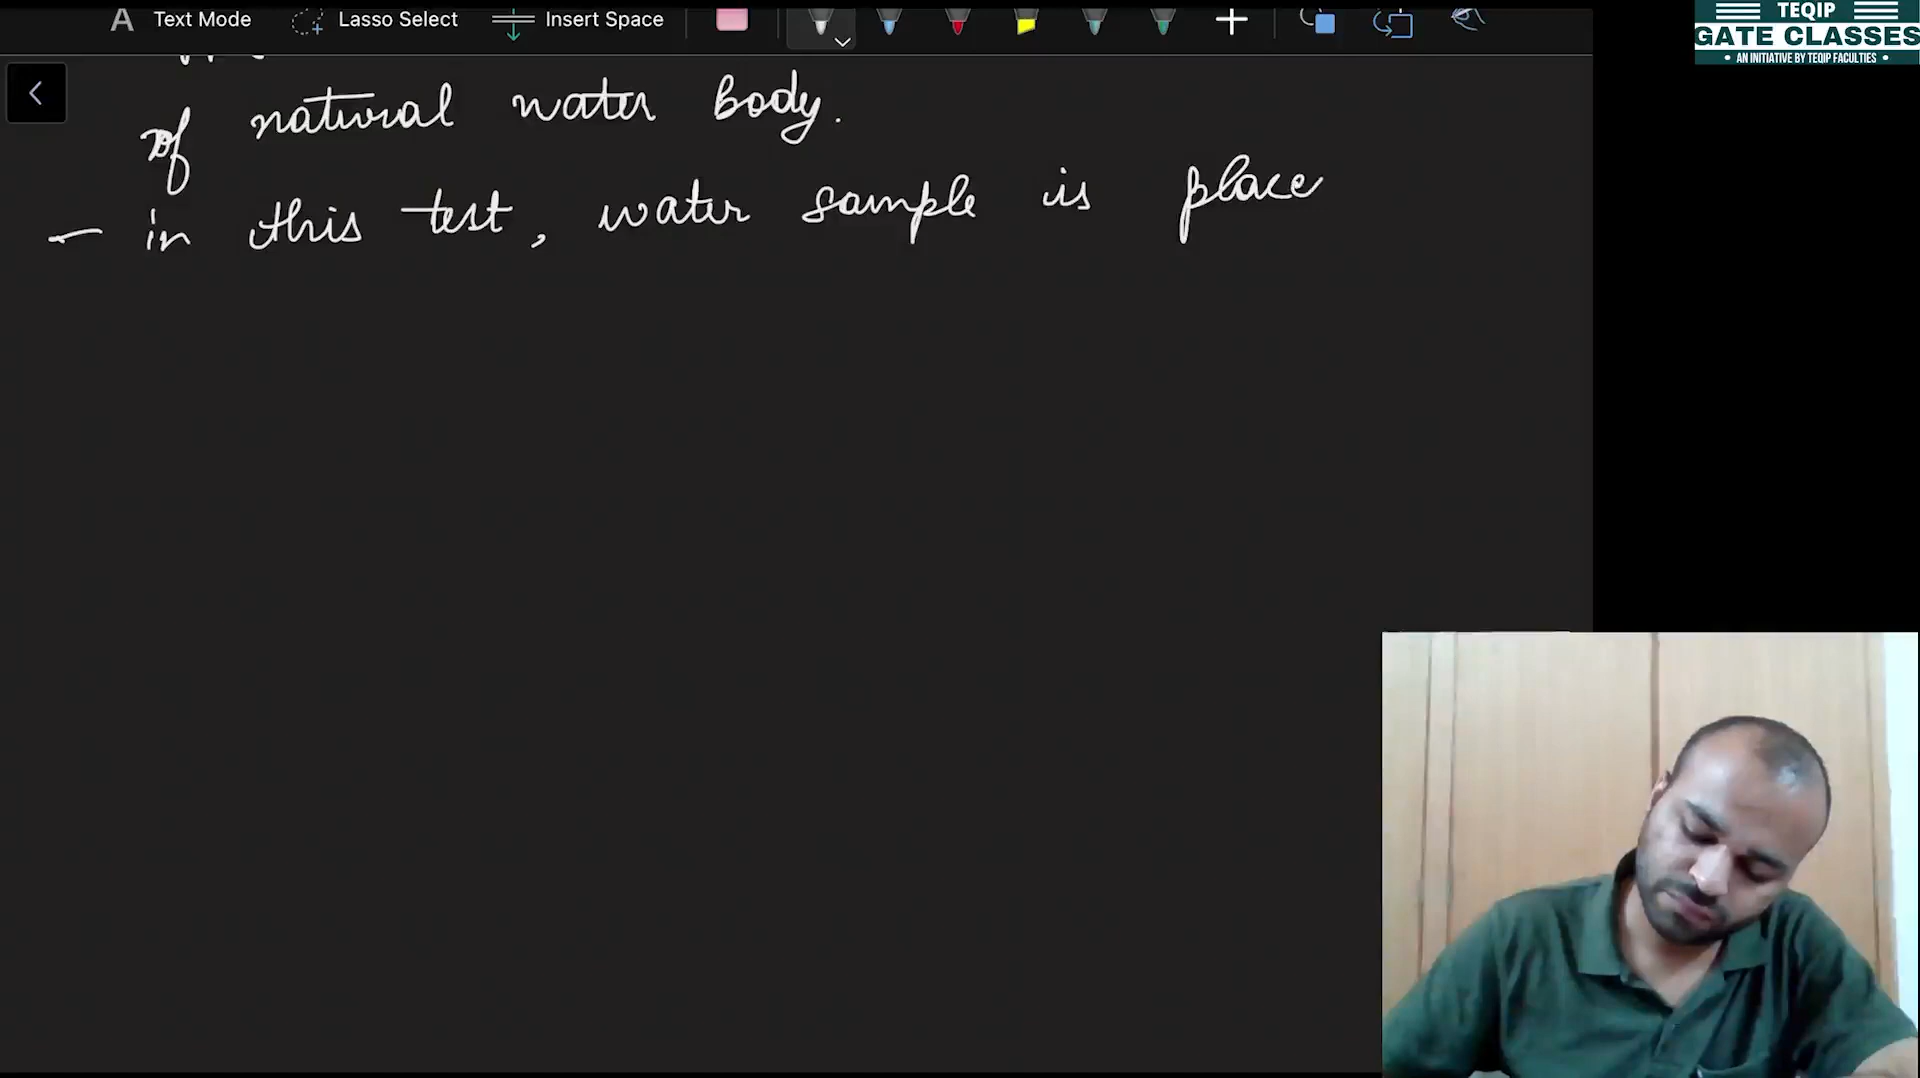 Text Mode Lasso Select Insert Space
TEQIP
GATE CLASSES
• AN INITIATIVE BY TEQIP FACULTIES •
of natural water body.
– in this test, water sample is place